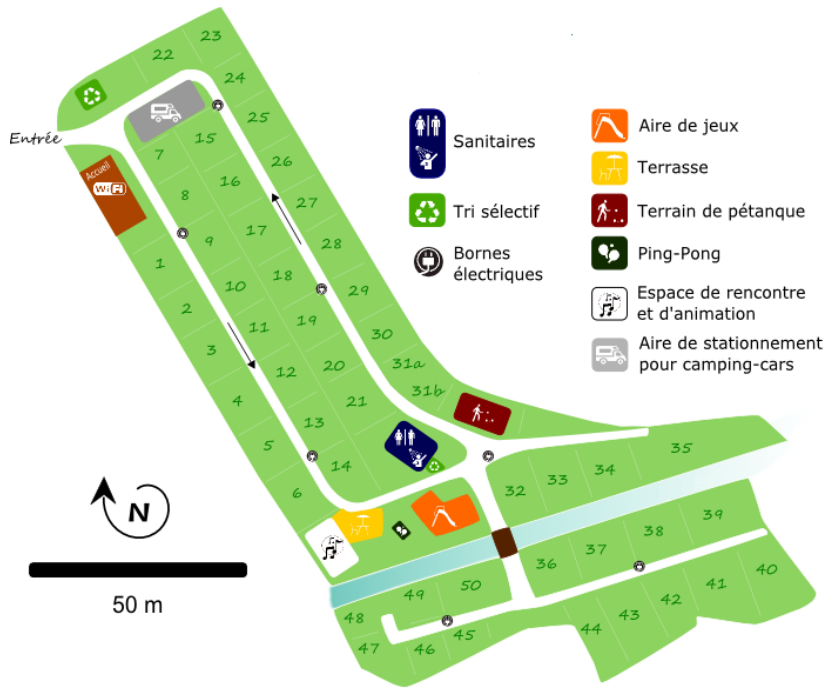 Entrée
Accueil
WiFi
22
23
24
25
26
27
28
29
30
31a
31b
7
15
8
16
9
17
10
18
11
19
12
20
13
21
14
1
2
3
4
5
6
32
33
34
35
36
37
38
39
40
41
42
43
44
45
46
47
48
49
50
Sanitaires
Tri sélectif
Bornes
électriques
Aire de jeux
Terrasse
Terrain de pétanque
Ping-Pong
Espace de rencontre
et d'animation
Aire de stationnement
pour camping-cars
N
50 m